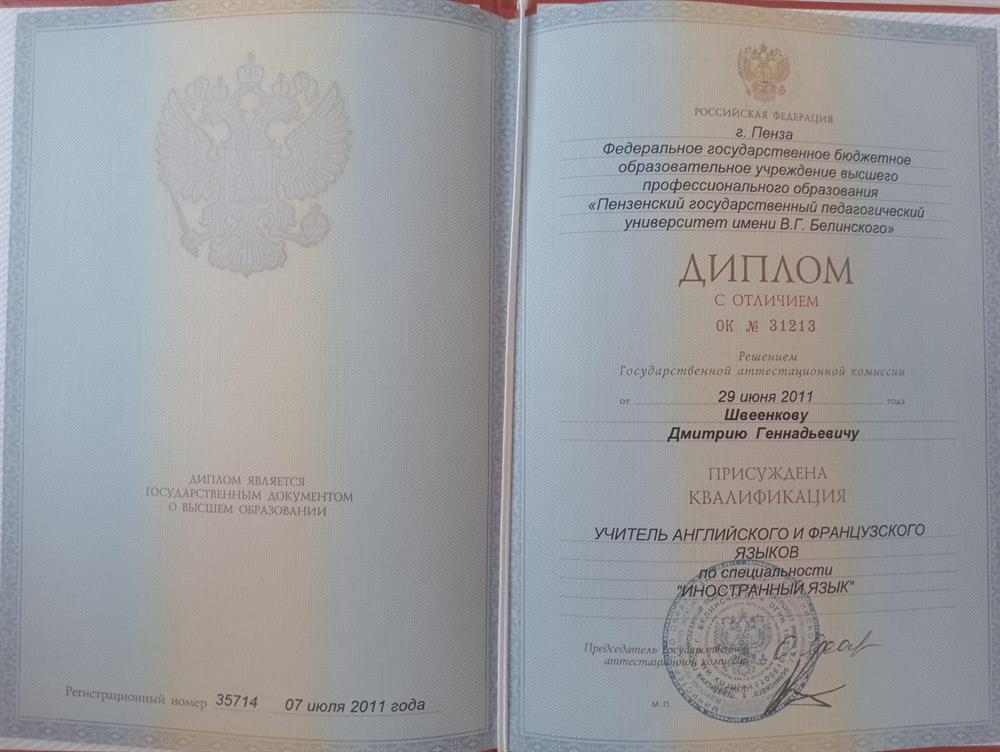 ДИПЛОМ ЯВЛЯЕТСЯ
ГОСУДАРСТВЕННЫМ ДОКУМЕНТОМ
О ВЫСШЕМ ОБРАЗОВАНИИ
Регистрационный номер 35714 07 июля 2011 года
РОССИЙСКАЯ ФЕДЕРАЦИЯ
г. Пенза
Федеральное государственное бюджетное
образовательное учреждение высшего
профессионального образования
«Пензенский государственный педагогический
университет имени В.Г. Белинского»
ДИПЛОМ
С ОТЛИЧИЕМ
ОК № 31213
Решением
Государственной аттестационной комиссии
от 29 июня 2011 года
Швеенкову
Дмитрию Геннадьевичу
ПРИСУЖДЕНА
КВАЛИФИКАЦИЯ
УЧИТЕЛЬ АНГЛИЙСКОГО И ФРАНЦУЗСКОГО
ЯЗЫКОВ
по специальности
"ИНОСТРАННЫЙ ЯЗЫК"
Председатель Государственной
аттестационной комиссии
М.П.